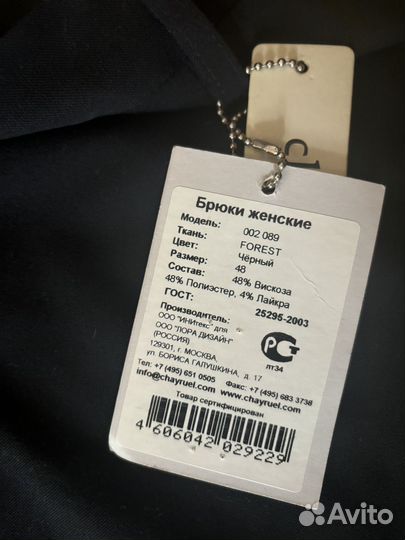 cl
Брюки женские
Модель: 002 089
Ткань: FOREST
Цвет: Чёрный
Размер: 48
Состав: 48% Вискоза
48% Полиэстер, 4% Лайкра
ГОСТ: 25295-2003
Производитель:
ООО "ИНИтекс" для
ООО "ЛОРА ДИЗАЙН"
(РОССИЯ)
129301, г. МОСКВА,
ул. БОРИСА ГАЛУШКИНА, д. 17
Тел: +7 (495) 651 0505 Факс: +7 (495) 683 3738
info@chayruel.com www.chayruel.com
Товар сертифицирован
4 606042 029229
РСТ
лт34
Avito